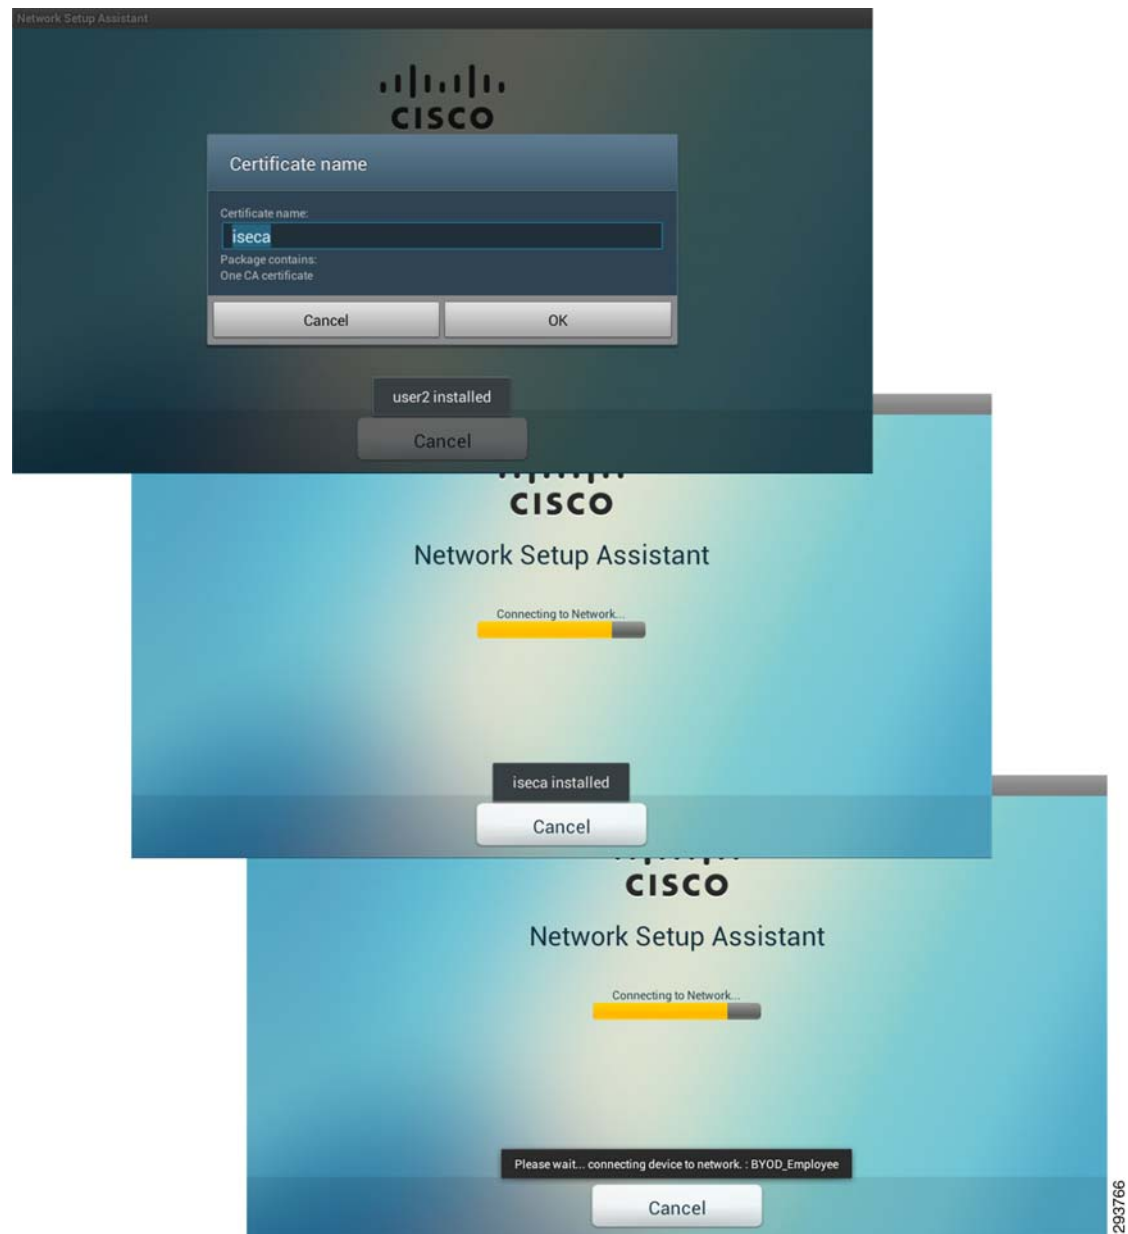 Network Setup Assistant
CISCO
Certificate name
Certificate name:
iseca
Package contains:
One CA certificate
Cancel
OK
user2 installed
Cancel
CISCO
Network Setup Assistant
Connecting to Network...
iseca installed
Cancel
CISCO
Network Setup Assistant
Connecting to Network...
Please wait... connecting device to network. : BYOD_Employee
Cancel
293766